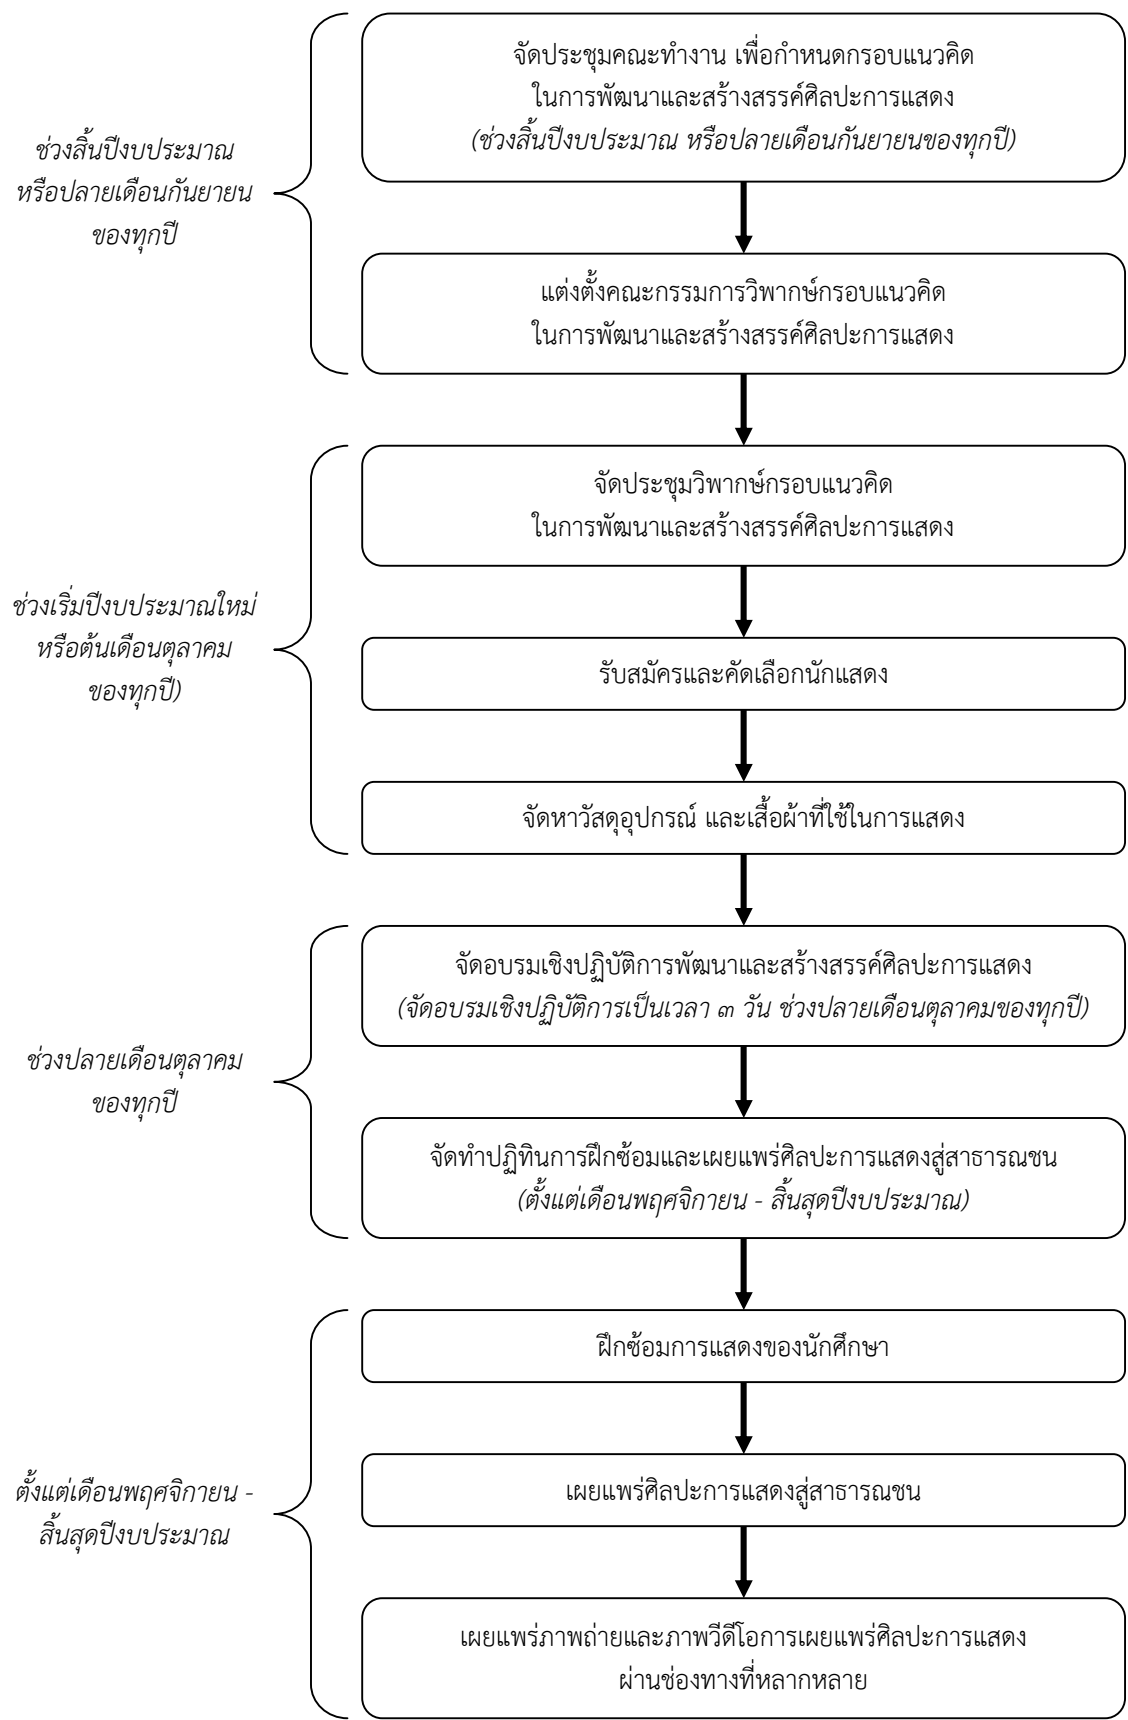 ช่วงสิ้นปีงบประมาณ
หรือปลายเดือนกันยายน
ของทุกปี
จัดประชุมคณะทำงาน เพื่อกำหนดกรอบแนวคิด
ในการพัฒนาและสร้างสรรค์ศิลปะการแสดง
(ช่วงสิ้นปีงบประมาณ หรือปลายเดือนกันยายนของทุกปี)
แต่งตั้งคณะกรรมการวิพากษ์กรอบแนวคิด
ในการพัฒนาและสร้างสรรค์ศิลปะการแสดง
ช่วงเริ่มปีงบประมาณใหม่
หรือต้นเดือนตุลาคม
ของทุกปี)
จัดประชุมวิพากษ์กรอบแนวคิด
ในการพัฒนาและสร้างสรรค์ศิลปะการแสดง
รับสมัครและคัดเลือกนักแสดง
จัดหาวัสดุอุปกรณ์ และเสื้อผ้าที่ใช้ในการแสดง
ช่วงปลายเดือนตุลาคม
ของทุกปี
จัดอบรมเชิงปฏิบัติการพัฒนาและสร้างสรรค์ศิลปะการแสดง
(จัดอบรมเชิงปฏิบัติการเป็นเวลา ๓ วัน ช่วงปลายเดือนตุลาคมของทุกปี)
จัดทำปฏิทินการฝึกซ้อมและเผยแพร่ศิลปะการแสดงสู่สาธารณชน
(ตั้งแต่เดือนพฤศจิกายน - สิ้นสุดปีงบประมาณ)
ตั้งแต่เดือนพฤศจิกายน -
สิ้นสุดปีงบประมาณ
ฝึกซ้อมการแสดงของนักศึกษา
เผยแพร่ศิลปะการแสดงสู่สาธารณชน
เผยแพร่ภาพถ่ายและภาพวีดีโอการเผยแพร่ศิลปะการแสดง
ผ่านช่องทางที่หลากหลาย